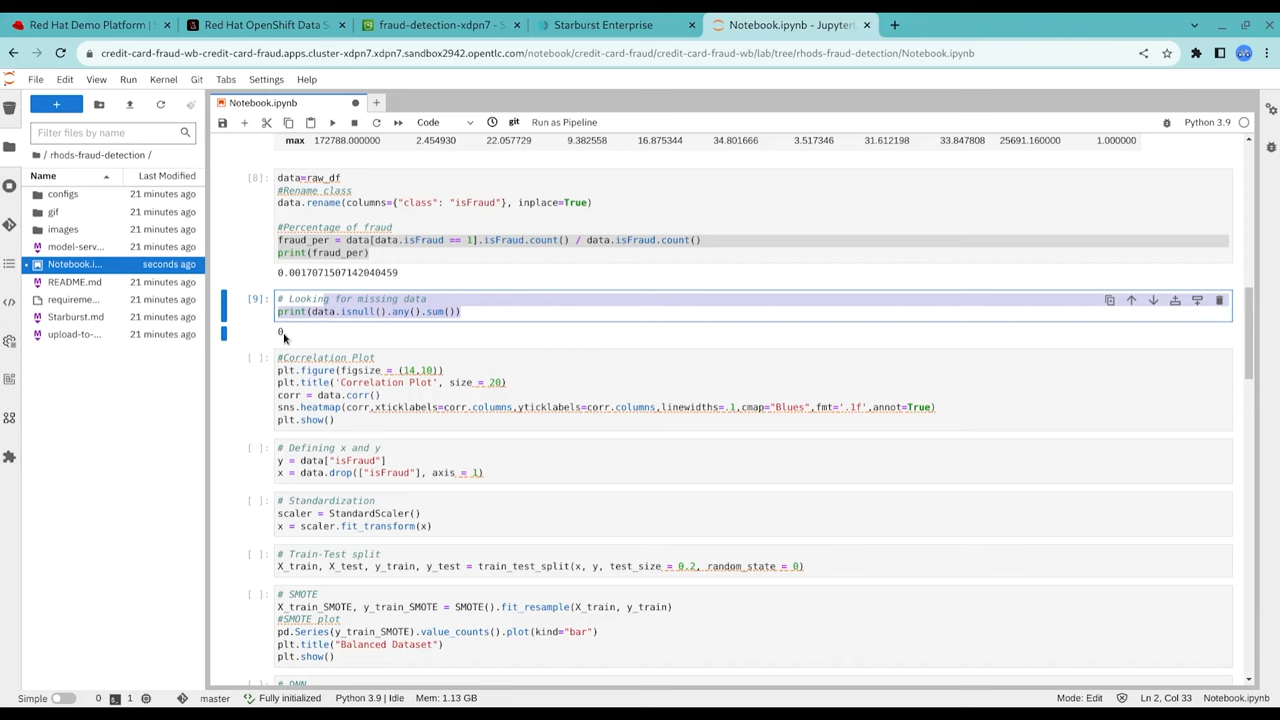 Red Hat Demo Platform |
Red Hat OpenShift Data S
fraud-detection-xdpn7 - S
Starburst Enterprise
Notebook.ipynb - JupyterL
credit-card-fraud-wb-credit-card-fraud.apps.cluster-xdpn7.xdpn7.sandbox2942.opentlc.com/notebook/credit-card-fraud/credit-card-fraud-wb/lab/tree/rhods-fraud-detection/Notebook.ipynb
File Edit View Run Kernel Git Tabs Settings Help
Notebook.ipynb
Filter files by name
Code
git
Run as Pipeline
Python 3.9
/ rhods-fraud-detection /
Name Last Modified
configs 21 minutes ago
gif 21 minutes ago
images 21 minutes ago
model-serv... 21 minutes ago
Notebook.i... seconds ago
README.md 21 minutes ago
requireme... 21 minutes ago
Starburst.md 21 minutes ago
upload-to-... 21 minutes ago
max 172788.000000 2.454930 22.057729 9.382558 16.875344 34.801666 3.517346 31.612198 33.847808 25691.160000 1.000000
[8]: data=raw_df
#Rename class
data.rename(columns={"class": "isFraud"}, inplace=True)
#Percentage of fraud
fraud_per = data[data.isFraud == 1].isFraud.count() / data.isFraud.count()
print(fraud_per)
0.0017071507142040459
[9]: # Looking for missing data
print(data.isnull().any().sum())
0
[ ]: #Correlation Plot
plt.figure(figsize = (14,10))
plt.title('Correlation Plot', size = 20)
corr = data.corr()
sns.heatmap(corr,xticklabels=corr.columns,yticklabels=corr.columns,linewidths=.1,cmap="Blues",fmt='.1f',annot=True)
plt.show()
[ ]: # Defining x and y
y = data["isFraud"]
x = data.drop(["isFraud"], axis = 1)
[ ]: # Standardization
scaler = StandardScaler()
x = scaler.fit_transform(x)
[ ]: # Train-Test split
X_train, X_test, y_train, y_test = train_test_split(x, y, test_size = 0.2, random_state = 0)
[ ]: # SMOTE
X_train_SMOTE, y_train_SMOTE = SMOTE().fit_resample(X_train, y_train)
#SMOTE plot
pd.Series(y_train_SMOTE).value_counts().plot(kind="bar")
plt.title("Balanced Dataset")
plt.show()
[ ]: # DNN
Simple 0 1 master Fully initialized Python 3.9 | Idle Mem: 1.13 GB Mode: Edit Ln 2, Col 33 Notebook.ipynb